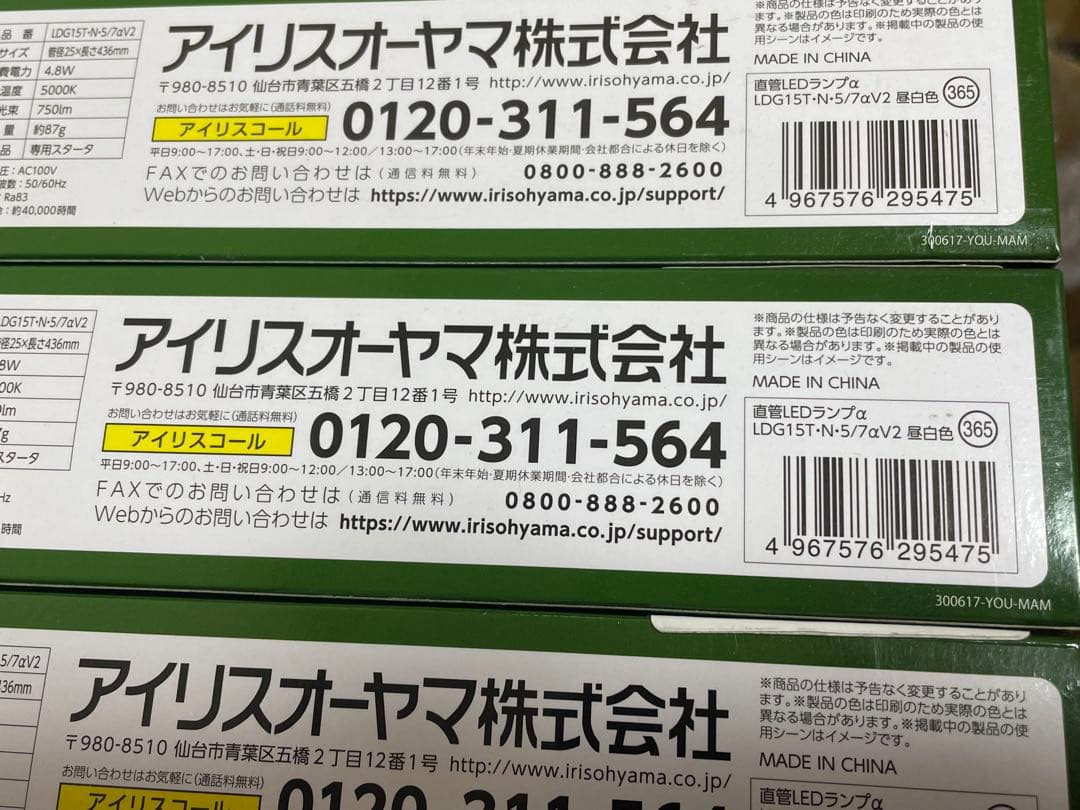 品 番 LDG15T・N・5/7αV2
サイズ 管径25×長さ436mm
費電力 4.8W
温度 5000K
光束 750lm
量 約87g
品 専用スタータ
圧：AC100V
波数：50/60Hz
：Ra83
：約40,000時間
アイリスオーヤマ株式会社
〒980-8510 仙台市青葉区五橋2丁目12番1号 http://www.irisohyama.co.jp/
お問い合わせはお気軽に（通話料無料）
アイリスコール 0120-311-564
平日9:00～17:00、土・日・祝日9:00～12:00／13:00～17:00（年末年始・夏期休業期間・会社都合による休日を除く）
FAXでのお問い合わせは（通信料無料） 0800-888-2600
Webからのお問い合わせは https://www.irisohyama.co.jp/support/
※商品の仕様は予告なく変更することがあり
ます。※製品の色は印刷のため実際の色とは
異なる場合があります。※掲載中の製品の使
用シーンはイメージです。
MADE IN CHINA
直管LEDランプα
LDG15T・N・5/7αV2 昼白色 365
4 967576 295475
300617-YOU-MAM
DG15T・N・5/7αV2
径25×長さ436mm
8W
00K
lm
7g
スタータ
Hz
時間
アイリスオーヤマ株式会社
〒980-8510 仙台市青葉区五橋2丁目12番1号 http://www.irisohyama.co.jp/
お問い合わせはお気軽に（通話料無料）
アイリスコール 0120-311-564
平日9:00～17:00、土・日・祝日9:00～12:00／13:00～17:00（年末年始・夏期休業期間・会社都合による休日を除く）
FAXでのお問い合わせは（通信料無料） 0800-888-2600
Webからのお問い合わせは https://www.irisohyama.co.jp/support/
※商品の仕様は予告なく変更することがあり
ます。※製品の色は印刷のため実際の色とは
異なる場合があります。※掲載中の製品の使
用シーンはイメージです。
MADE IN CHINA
直管LEDランプα
LDG15T・N・5/7αV2 昼白色 365
4 967576 295475
300617-YOU-MAM
5/7αV2
436mm
アイリスオーヤマ株式会社
〒980-8510 仙台市青葉区五橋2丁目12番1号 http://www.irisohyama.co.jp/
お問い合わせはお気軽に（通話料無料）
アイリスコール 0120-311-564
※商品の仕様は予告なく変更することがあり
ます。※製品の色は印刷のため実際の色とは
異なる場合があります。※掲載中の製品の使
用シーンはイメージです。
MADE IN CHINA
直管LEDランプα